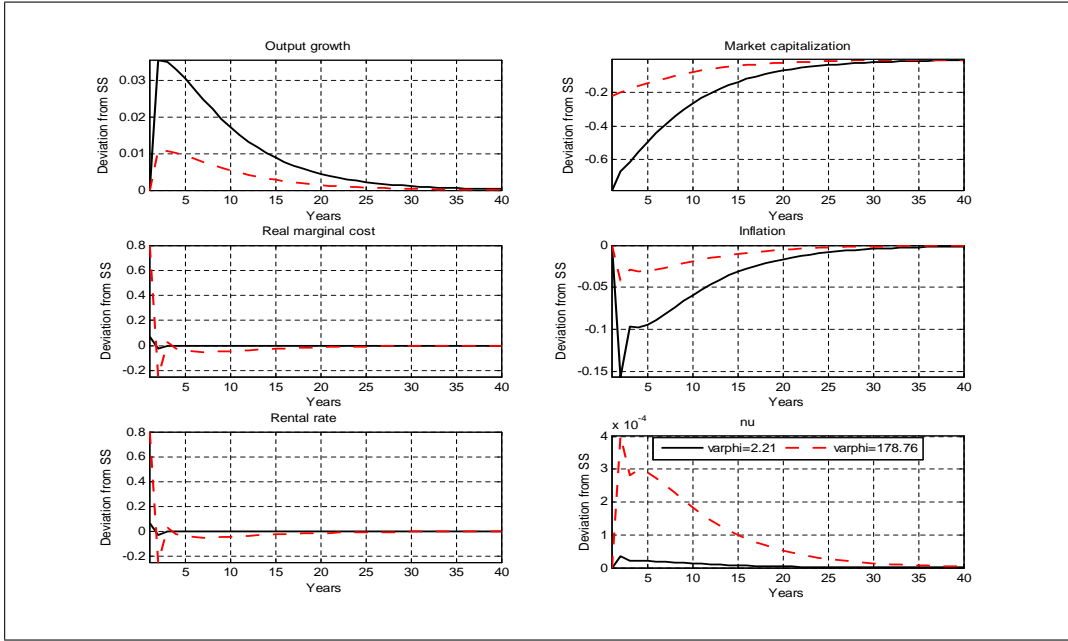 Output growth
Deviation from SS
0.03
0.02
0.01
0
5 10 15 20 25 30 35 40
Years
Market capitalization
Deviation from SS
-0.2
-0.4
-0.6
5 10 15 20 25 30 35 40
Years
Real marginal cost
Deviation from SS
0.8
0.6
0.4
0.2
0
-0.2
5 10 15 20 25 30 35 40
Years
Inflation
Deviation from SS
0
-0.05
-0.1
-0.15
5 10 15 20 25 30 35 40
Years
Rental rate
Deviation from SS
0.8
0.6
0.4
0.2
0
-0.2
5 10 15 20 25 30 35 40
Years
nu
x 10⁻⁴
Deviation from SS
4
3
2
1
0
varphi=2.21 varphi=178.76
5 10 15 20 25 30 35 40
Years